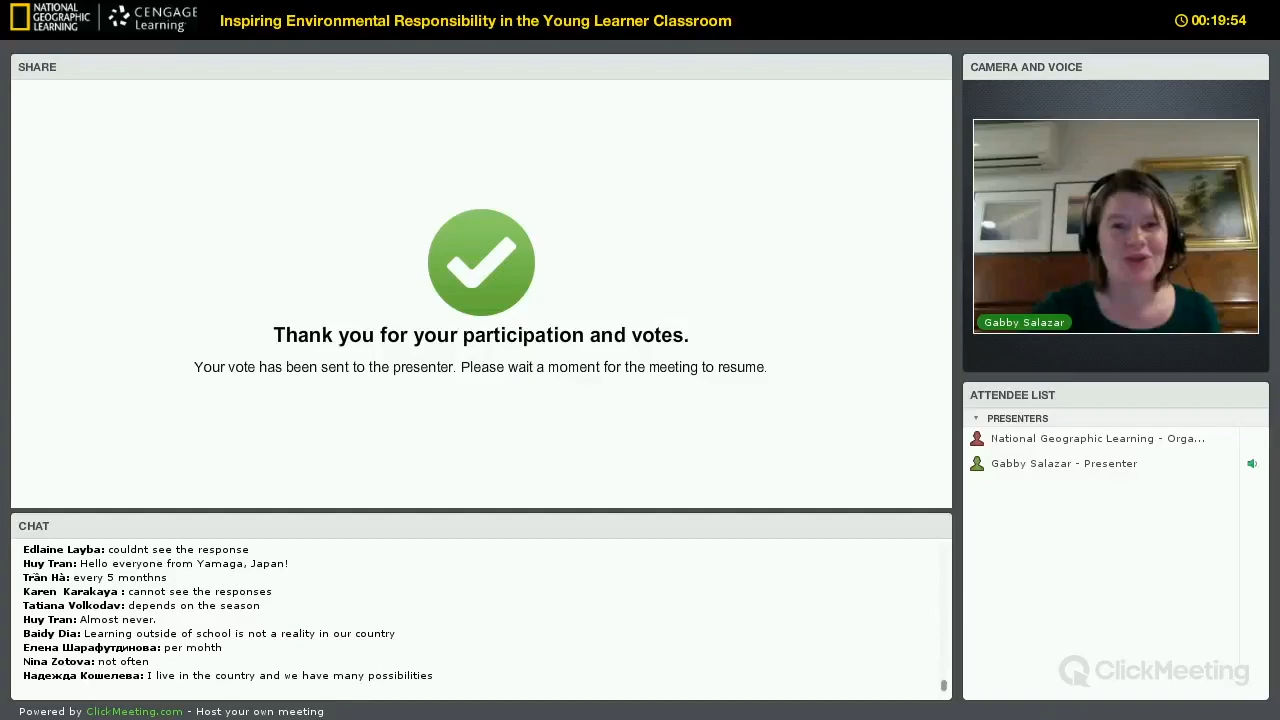 NATIONAL
GEOGRAPHIC
LEARNING
CENGAGE
Learning
Inspiring Environmental Responsibility in the Young Learner Classroom
00:19:54
SHARE
Thank you for your participation and votes.
Your vote has been sent to the presenter. Please wait a moment for the meeting to resume.
CAMERA AND VOICE
Gabby Salazar
ATTENDEE LIST
PRESENTERS
National Geographic Learning - Orga...
Gabby Salazar - Presenter
CHAT
Edlaine Layba: couldnt see the response
Huy Tran: Hello everyone from Yamaga, Japan!
Trần Hà: every 5 monthns
Karen Karakaya : cannot see the responses
Tatiana Volkodav: depends on the season
Huy Tran: Almost never.
Baidy Dia: Learning outside of school is not a reality in our country
Елена Шарафутдинова: per mohth
Nina Zotova: not often
Надежда Кошелева: I live in the country and we have many possibilities
ClickMeeting
Powered by ClickMeeting.com - Host your own meeting